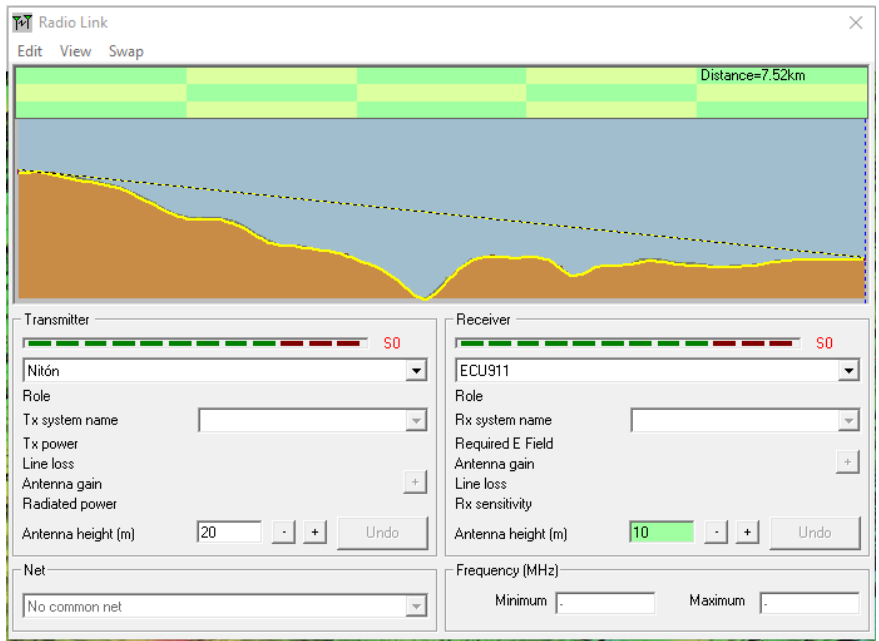 Radio Link
Edit View Swap
Distance=7.52km
Transmitter
S0
Nitón
Role
Tx system name
Tx power
Line loss
Antenna gain
+
Radiated power
Antenna height (m) 20 - + Undo
Receiver
S0
ECU911
Role
Rx system name
Required E Field
Antenna gain
+
Line loss
Rx sensitivity
Antenna height (m) 10 - + Undo
Net
No common net
Frequency (MHz)
Minimum - Maximum -